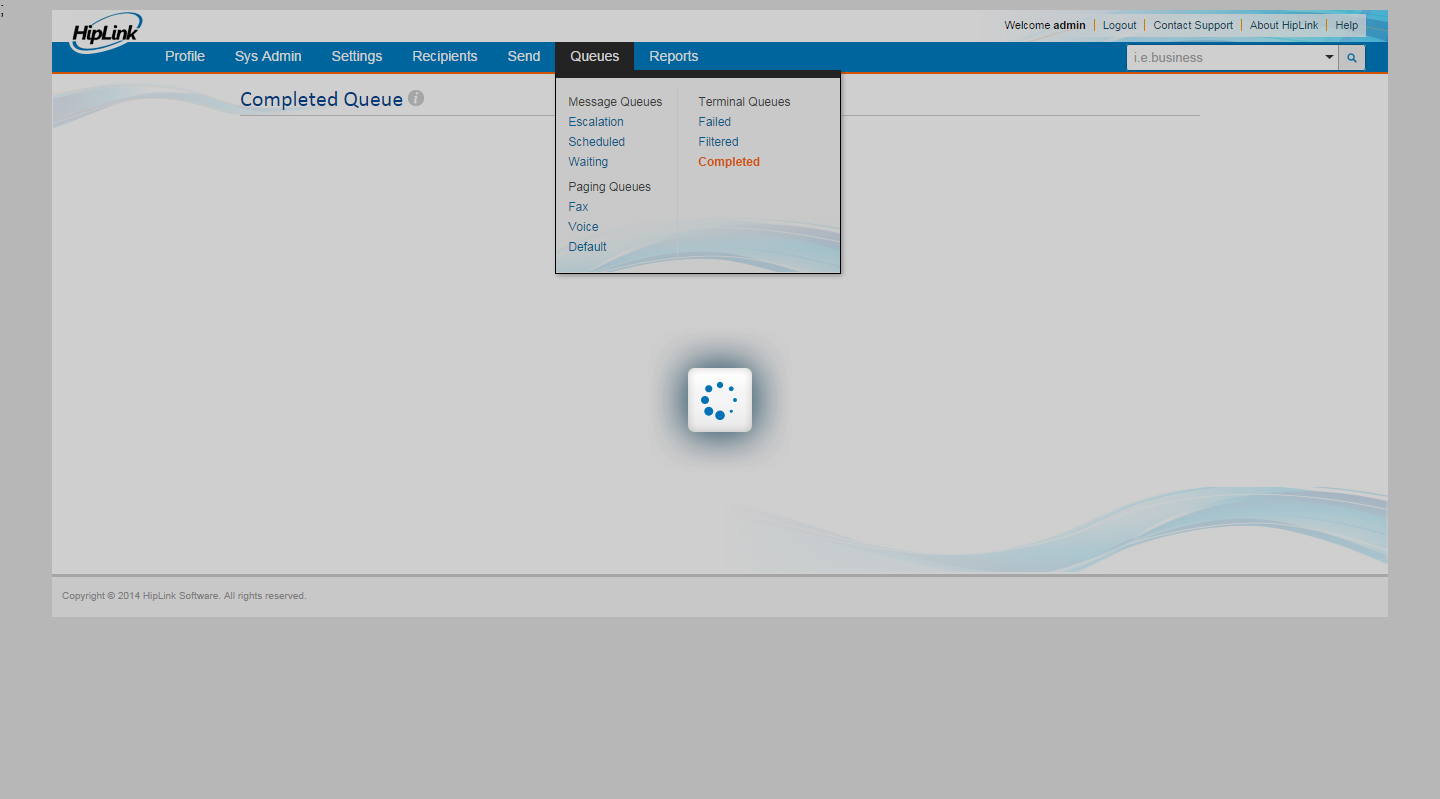 ;
HipLink
Welcome admin Logout Contact Support About HipLink Help
Profile Sys Admin Settings Recipients Send Queues Reports
i.e.business
Completed Queue i
Message Queues
Escalation
Scheduled
Waiting
Paging Queues
Fax
Voice
Default
Terminal Queues
Failed
Filtered
Completed
Copyright © 2014 HipLink Software. All rights reserved.